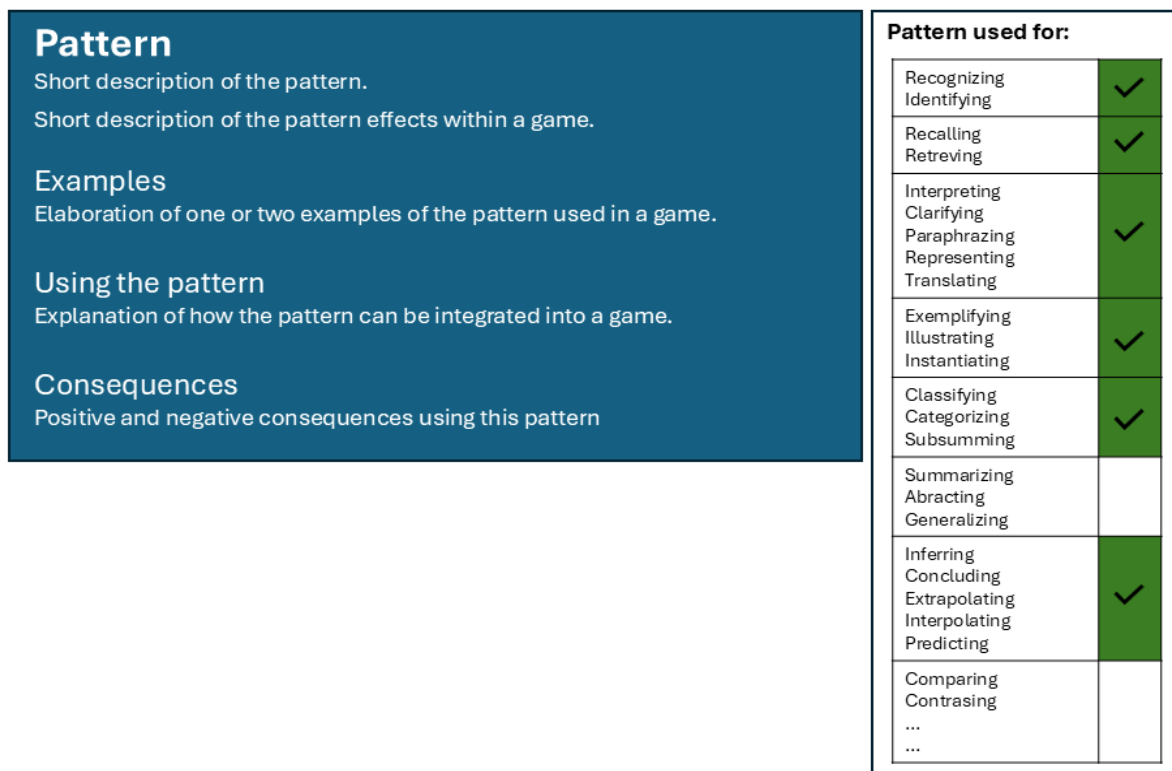 Pattern
Short description of the pattern.
Short description of the pattern effects within a game.
Examples
Elaboration of one or two examples of the pattern used in a game.
Using the pattern
Explanation of how the pattern can be integrated into a game.
Consequences
Positive and negative consequences using this pattern
Pattern used for:
Recognizing
Identifying
Recalling
Retreving
Interpreting
Clarifying
Paraphrazing
Representing
Translating
Exemplifying
Illustrating
Instantiating
Classifying
Categorizing
Subsumming
Summarizing
Abracting
Generalizing
Inferring
Concluding
Extrapolating
Interpolating
Predicting
Comparing
Contrasing
...
...